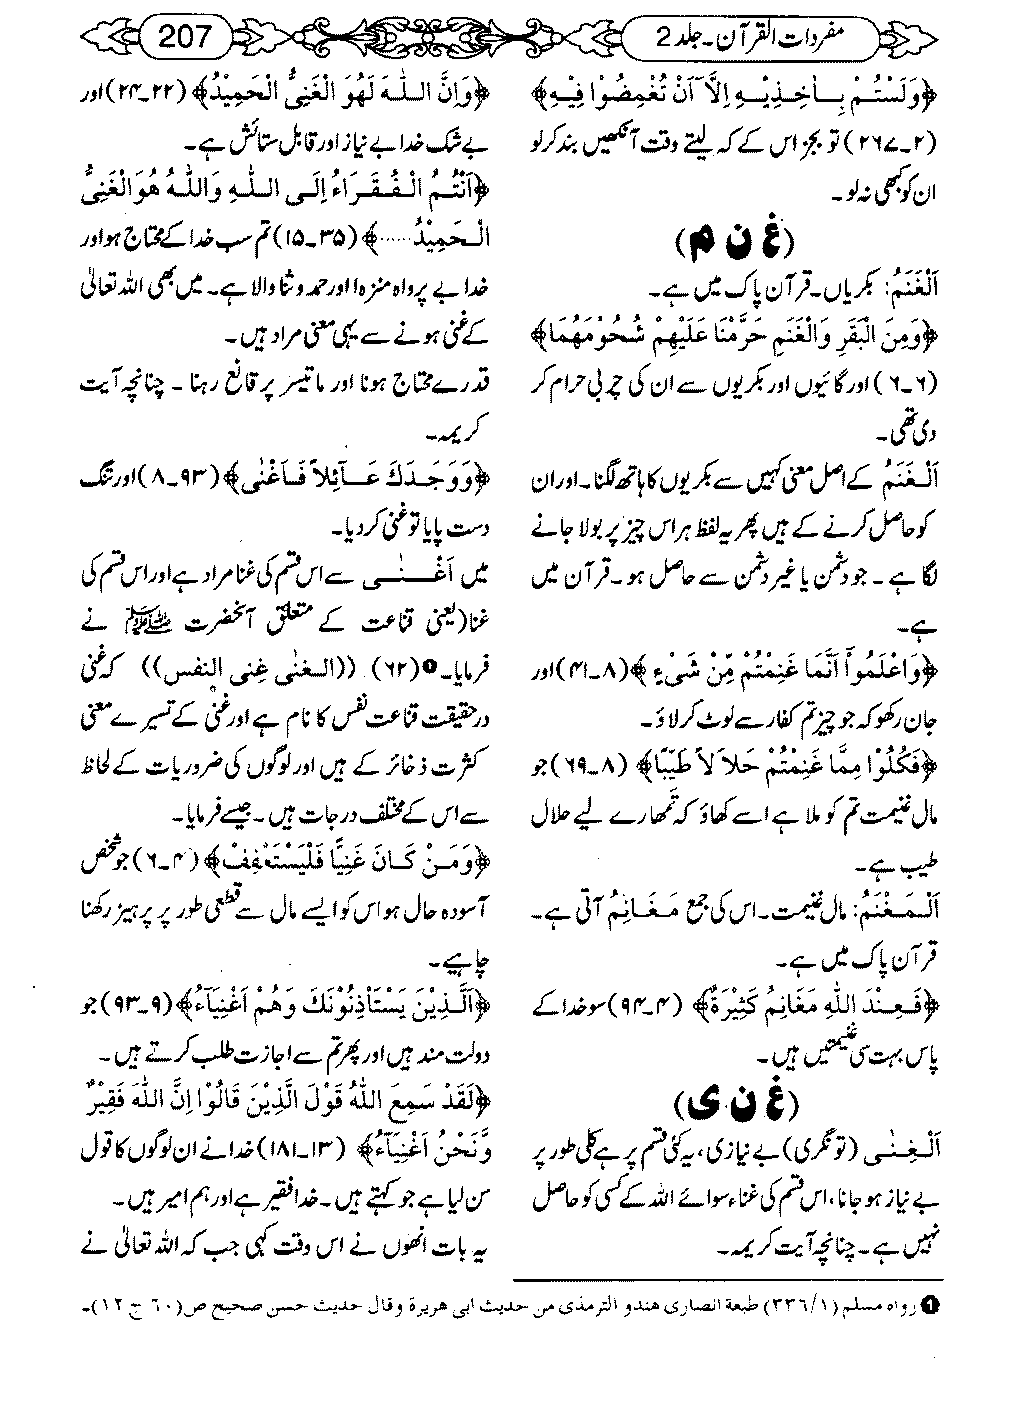 مفردات القرآن۔جلد 2
207
﴿وَلَسْتُمْ بِاٰخِذِيْهِ اِلَّا اَنْ تُغْمِضُوْا فِيْهِ﴾
(۲۔۲۶۷) تو بجز اس کے کہ لیتے وقت آنکھیں بند کرلو
ان کو کبھی نہ لو۔
(غ ن م)
اَلْغَنَمُ: بکریاں۔قرآن پاک میں ہے۔
﴿وَمِنَ الْبَقَرِ وَالْغَنَمِ حَرَّمْنَا عَلَيْهِمْ شُحُوْمَهُمَا﴾
(۶۔۶) اور گائیوں اور بکریوں سے ان کی چربی حرام کر
دی تھی۔
اَلْغَنَمُ کے اصل معنی کہیں سے بکریوں کا ہاتھ لگنا۔اور ان
کو حاصل کرنے کے ہیں پھر یہ لفظ ہر اس چیز پر بولا جانے
لگا ہے۔ جو دشمن یا غیر دشمن سے حاصل ہو۔قرآن میں
ہے۔
﴿وَاعْلَمُوْا اَنَّمَا غَنِمْتُمْ مِّنْ شَيْءٍ﴾ (۸۔۴۱) اور
جان رکھو کہ جو چیز تم کفار سے لوٹ کر لاؤ۔
﴿فَكُلُوْا مِمَّا غَنِمْتُمْ حَلَالاً طَيِّبًا﴾ (۸۔۶۹) جو
مال غنیمت تم کو ملا ہے اسے کھاؤ کہ تمھارے لیے حلال
طیب ہے۔
اَلْمَغْنَمُ: مال غنیمت۔اس کی جمع مَغَانِمُ آتی ہے۔
قرآن پاک میں ہے۔
﴿فَعِنْدَ اللّٰهِ مَغَانِمُ كَثِيْرَةٌ﴾ (۴۔۹۴) سو خدا کے
پاس بہت سی غنیمتیں ہیں۔
(غ ن ی)
اَلْغِنٰی (تونگری) بے نیازی، یہ کئی قسم پر ہے کلی طور پر
بے نیاز ہو جانا، اس قسم کی غناء سوائے اللہ کے کسی کو حاصل
نہیں ہے۔ چنانچہ آیت کریمہ۔
﴿وَاِنَّ اللّٰهَ لَهُوَ الْغَنِيُّ الْحَمِيْدُ﴾ (۲۲۔۲۴) اور
بے شک خدا بے نیاز اور قابل ستائش ہے۔
﴿اَنْتُمُ الْفُقَرَاءُ اِلَى اللّٰهِ وَاللّٰهُ هُوَ الْغَنِيُّ
الْحَمِيْدُ.....﴾ (۳۵۔۱۵) تم سب خدا کے محتاج ہو اور
خدا بے پرواہ منزہ اور حمد و ثنا والا ہے۔ میں بھی اللہ تعالیٰ
کے غنی ہونے سے یہی معنی مراد ہیں۔
قدرے محتاج ہونا اور ماتیسر پر قانع رہنا ۔ چنانچہ آیت
کریمہ۔
﴿وَوَجَدَكَ عَآئِلاً فَاَغْنٰى﴾ (۹۳۔۸) اور تنگ
دست پایا تو غنی کر دیا۔
میں اَغْنٰی سے اس قسم کی غنا مراد ہے اور اس قسم کی
غنا (یعنی قناعت کے متعلق آنحضرت ﷺ نے
فرمایا۔❶ (۶۲) ((الغنٰی غنی النفس)) کہ غنی
در حقیقت قناعت نفس کا نام ہے اور غنی کے تیسرے معنی
کثرت ذخائر کے ہیں اور لوگوں کی ضروریات کے لحاظ
سے اس کے مختلف درجات ہیں۔ جیسے فرمایا۔
﴿وَمَنْ كَانَ غَنِيًّا فَلْيَسْتَعْفِفْ﴾ (۴۔۶) جو شخص
آسودہ حال ہو اس کو ایسے مال سے قطعی طور پر پرہیز رکھنا
چاہیے۔
﴿اَلَّذِيْنَ يَسْتَاْذِنُوْنَكَ وَهُمْ اَغْنِيَآءُ﴾ (۹۔۹۳) جو
دولت مند ہیں اور پھر تم سے اجازت طلب کرتے ہیں۔
﴿لَقَدْ سَمِعَ اللّٰهُ قَوْلَ الَّذِيْنَ قَالُوْا اِنَّ اللّٰهَ فَقِيْرٌ
وَّنَحْنُ اَغْنِيَآءُ﴾ (۱۳۔۱۸۱) خدا نے ان لوگوں کا قول
سن لیا ہے جو کہتے ہیں۔ خدا فقیر ہے اور ہم امیر ہیں۔
یہ بات انھوں نے اس وقت کہی جب کہ اللہ تعالیٰ نے
❶ رواه مسلم (۳۳۶/۱) طبعة انصاری هندو الترمذی من حدیث ابی هریرة وقال حدیث حسن صحیح ص(۶۰ ج ۱۲)۔